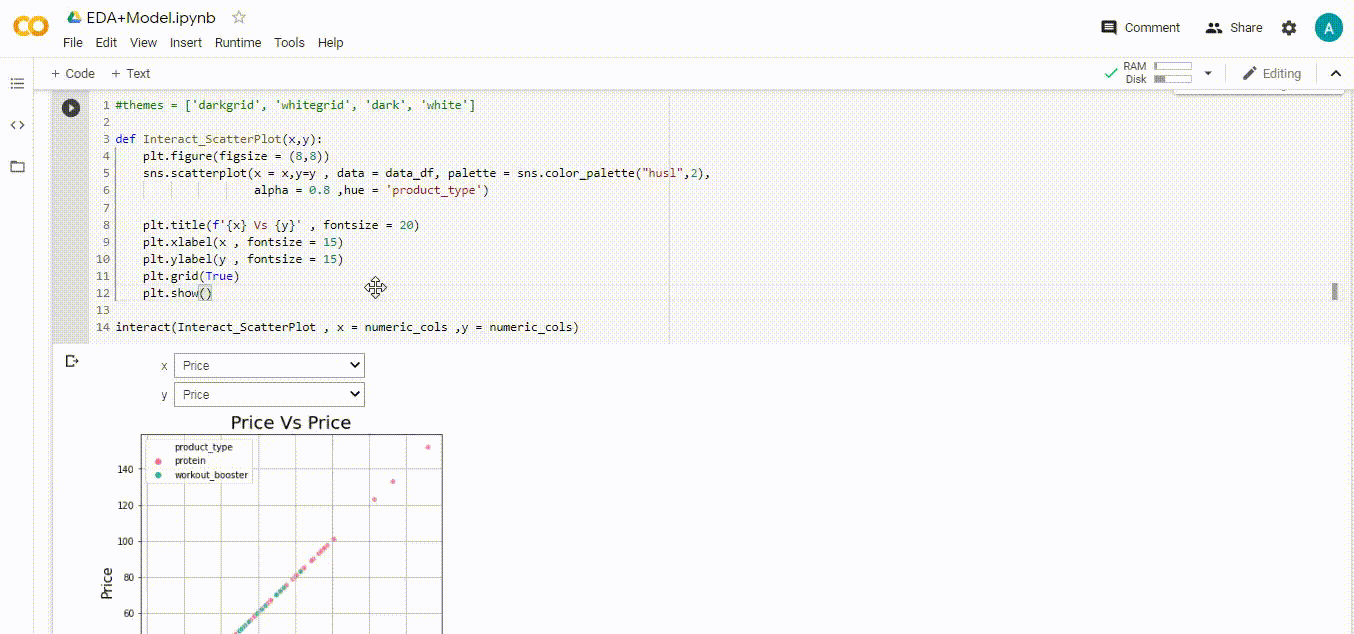 EDA+Model.ipynb
File Edit View Insert Runtime Tools Help
Comment Share A
+ Code + Text
RAM
Disk
Editing
1 #themes = ['darkgrid', 'whitegrid', 'dark', 'white']
2
3 def Interact_ScatterPlot(x,y):
4     plt.figure(figsize = (8,8))
5     sns.scatterplot(x = x,y=y , data = data_df, palette = sns.color_palette("husl",2),
6                     alpha = 0.8 ,hue = 'product_type')
7
8     plt.title(f'{x} Vs {y}' , fontsize = 20)
9     plt.xlabel(x , fontsize = 15)
10     plt.ylabel(y , fontsize = 15)
11     plt.grid(True)
12     plt.show()
13
14 interact(Interact_ScatterPlot , x = numeric_cols ,y = numeric_cols)
x Price
y Price
Price Vs Price
product_type
protein
workout_booster
140
120
100
80
60
Price